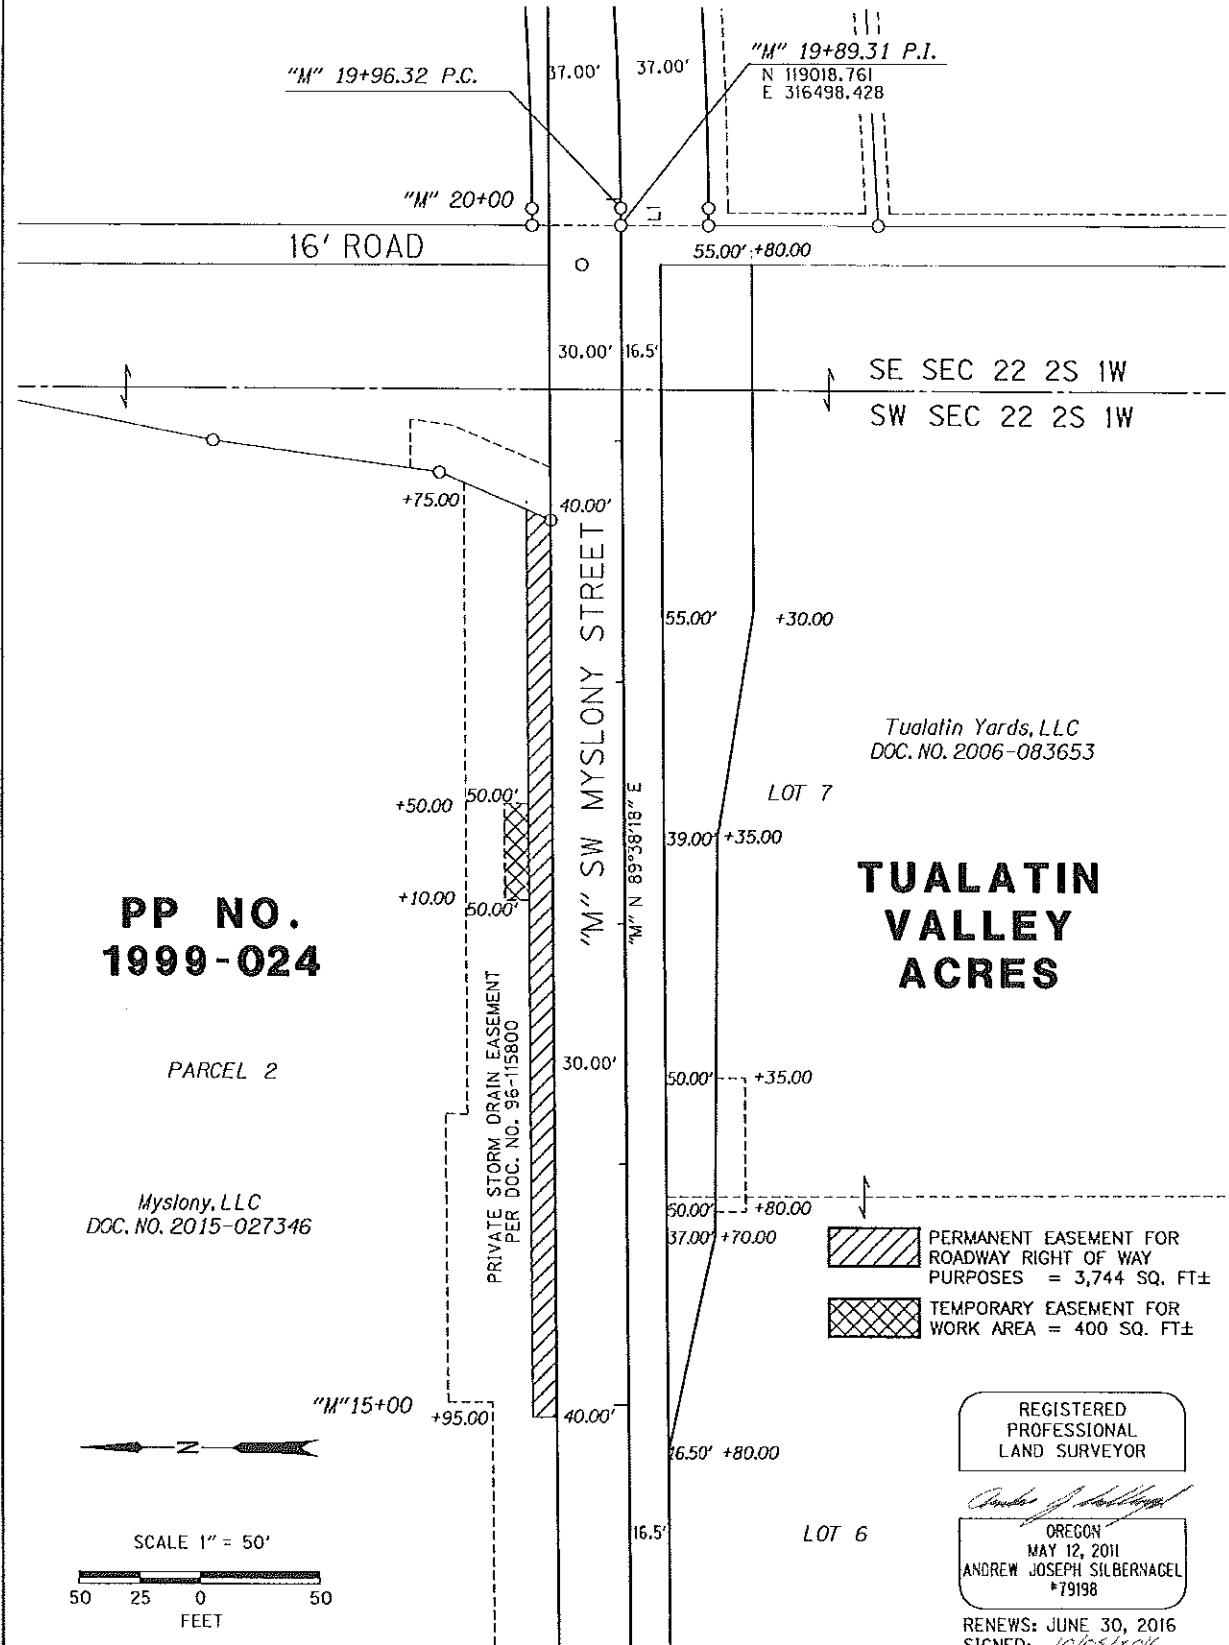 "M" 19+96.32 P.C.
37.00'
37.00'
"M" 19+89.31 P.I.
N 119018.761
E 316498.428
"M" 20+00
16' ROAD
55.00' +80.00
30.00'
16.5'
SE SEC 22 2S 1W
SW SEC 22 2S 1W
+75.00
40.00'
55.00'
+30.00
"M" SW MYSLONY STREET
"M" N 89°38'18" E
Tualatin Yards, LLC
DOC. NO. 2006-083653
LOT 7
+50.00
50.00'
39.00' +35.00
+10.00
50.00'
PP NO.
1999-024
TUALATIN
VALLEY
ACRES
PRIVATE STORM DRAIN EASEMENT
PER DOC. NO. 96-115800
PARCEL 2
30.00'
50.00'
+35.00
Myslony, LLC
DOC. NO. 2015-027346
50.00'
+80.00
37.00' +70.00
PERMANENT EASEMENT FOR
ROADWAY RIGHT OF WAY
PURPOSES = 3,744 SQ. FT±
TEMPORARY EASEMENT FOR
WORK AREA = 400 SQ. FT±
"M" 15+00
+95.00
40.00'
16.50' +80.00
N
SCALE 1" = 50'
50 25 0 50
FEET
16.5'
LOT 6
REGISTERED
PROFESSIONAL
LAND SURVEYOR
OREGON
MAY 12, 2011
ANDREW JOSEPH SILBERNAGEL
#79198
RENEWS: JUNE 30, 2016
SIGNED: